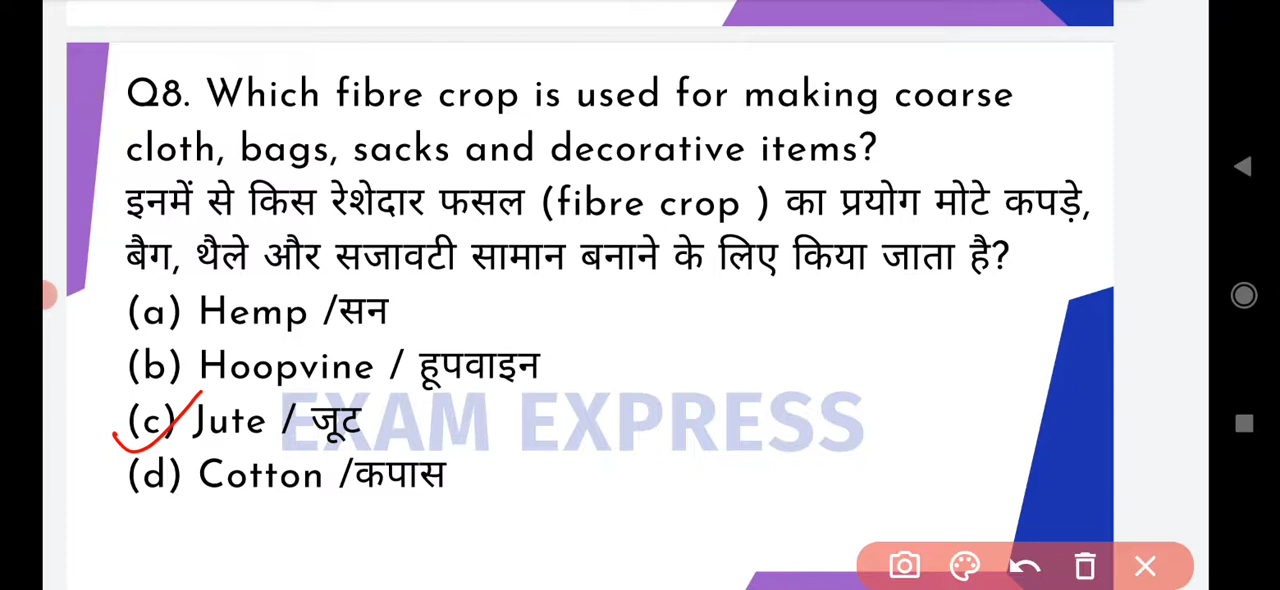 Q8. Which fibre crop is used for making coarse
cloth, bags, sacks and decorative items?
इनमें से किस रेशेदार फसल (fibre crop ) का प्रयोग मोटे कपड़े,
बैग, थैले और सजावटी सामान बनाने के लिए किया जाता है?
(a) Hemp /सन
(b) Hoopvine / हूपवाइन
(c) Jute / जूट
EXAM EXPRESS
(d) Cotton /कपास